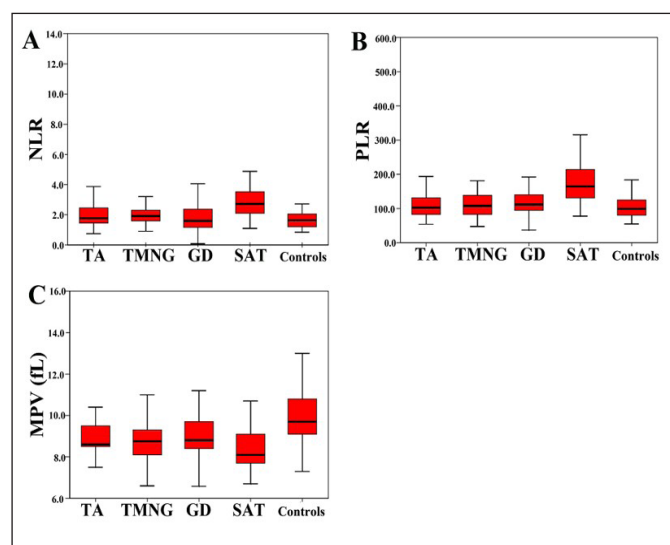 A
NLR
14.0
12.0
10.0
8.0
6.0
4.0
2.0
0.0
TA TMNG GD SAT Controls
B
PLR
600.0
500.0
400.0
300.0
200.0
100.0
0.0
TA TMNG GD SAT Controls
C
MPV (fL)
16.0
14.0
12.0
10.0
8.0
6.0
TA TMNG GD SAT Controls